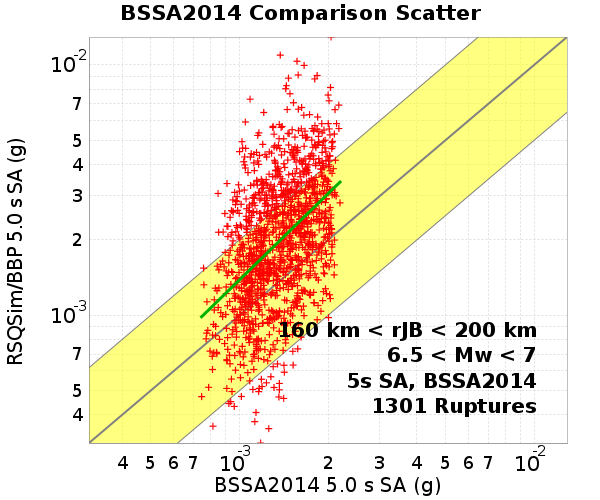 BSSA2014 Comparison Scatter
RSQSim/BBP 5.0 s SA (g)
10-2
7
5
4
3
2
10-3
7
5
4
160 km < rJB < 200 km
6.5 < Mw < 7
5s SA, BSSA2014
1301 Ruptures
4 5 6 7 10-3 2 3 4 5 6 7 10-2
BSSA2014 5.0 s SA (g)